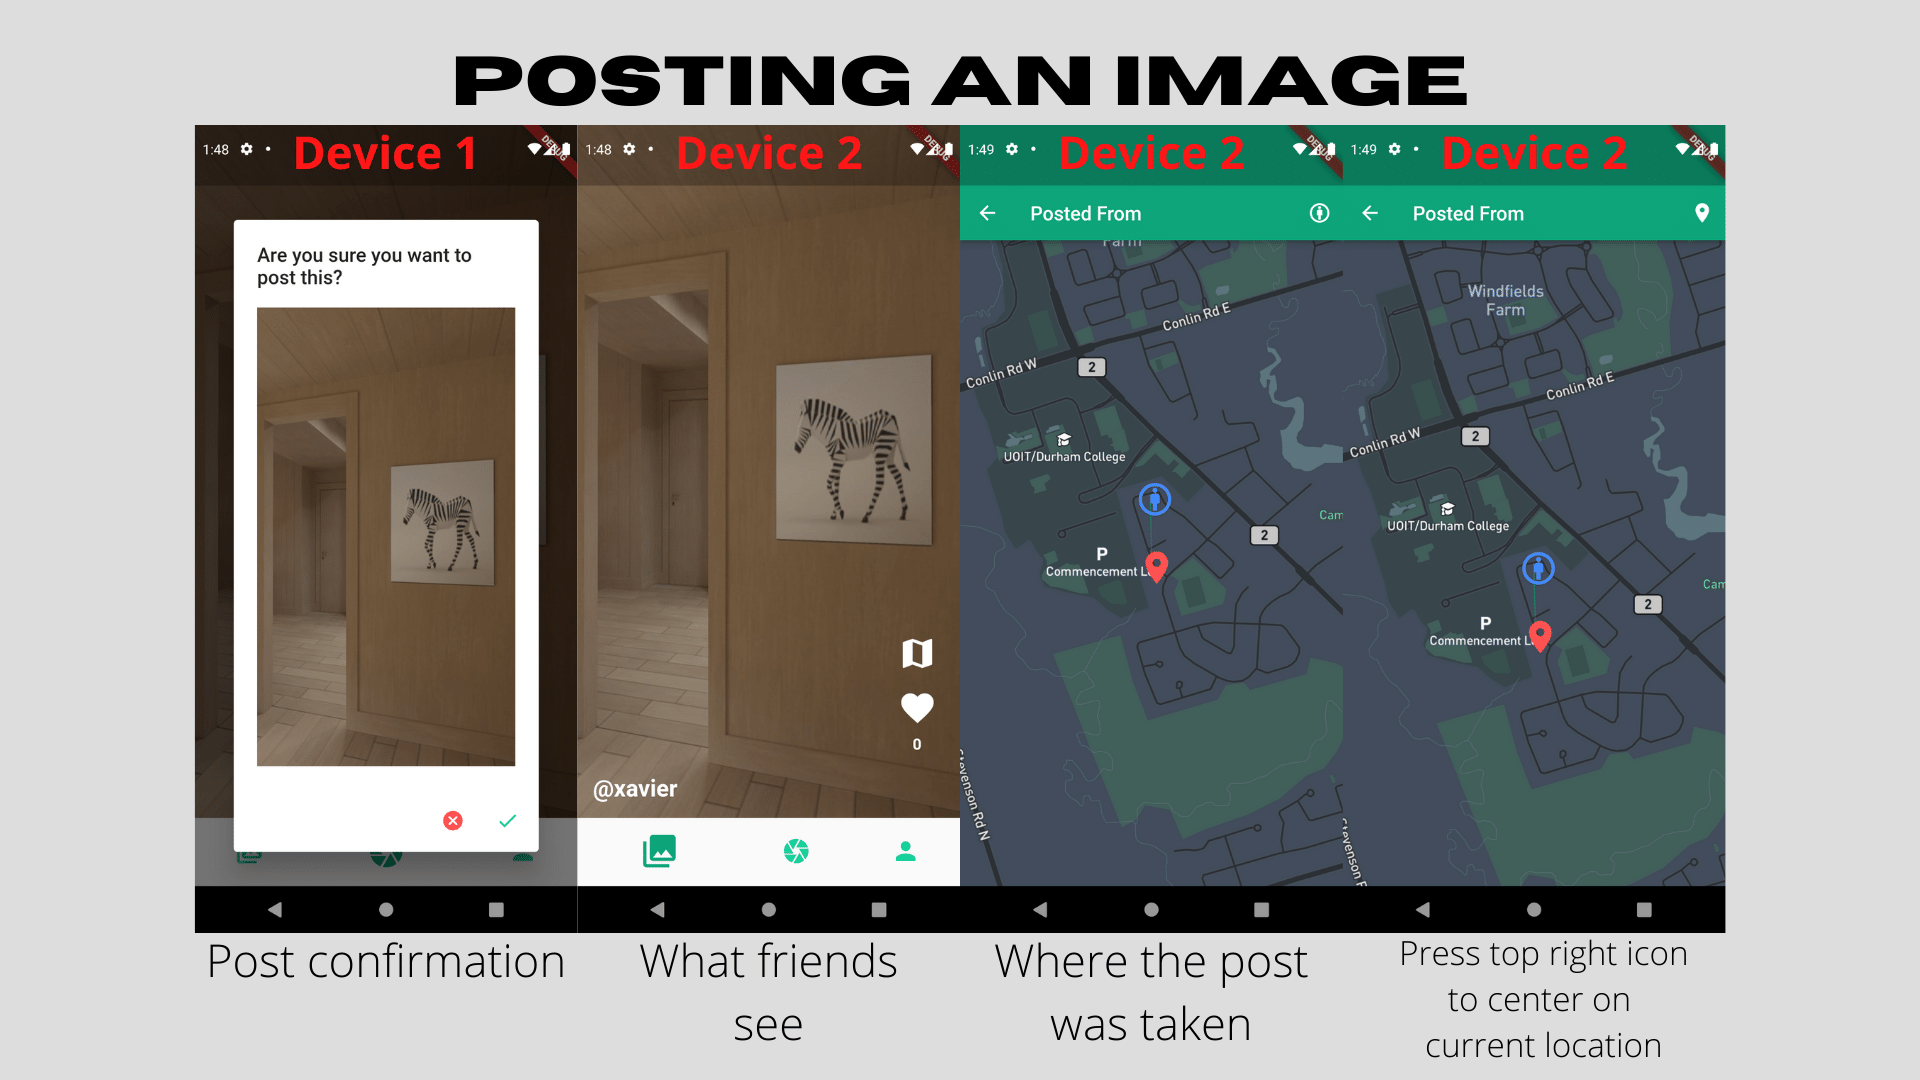 POSTING AN IMAGE
1:48
Device 1
DEBUG
Are you sure you want to
post this?
Post confirmation
1:48
Device 2
DEBUG
@xavier
0
What friends
see
1:49
Device 2
DEBUG
Posted From
Farm
Conlin Rd E
Conlin Rd W
2
UOIT/Durham College
Cam
2
P
Commencement L
Stevenson Rd N
Where the post
was taken
1:49
Device 2
DEBUG
Posted From
Windfields
Farm
Conlin Rd E
Conlin Rd W
2
UOIT/Durham College
Cam
2
P
Commencement L
Stevenson R
Press top right icon
to center on
current location